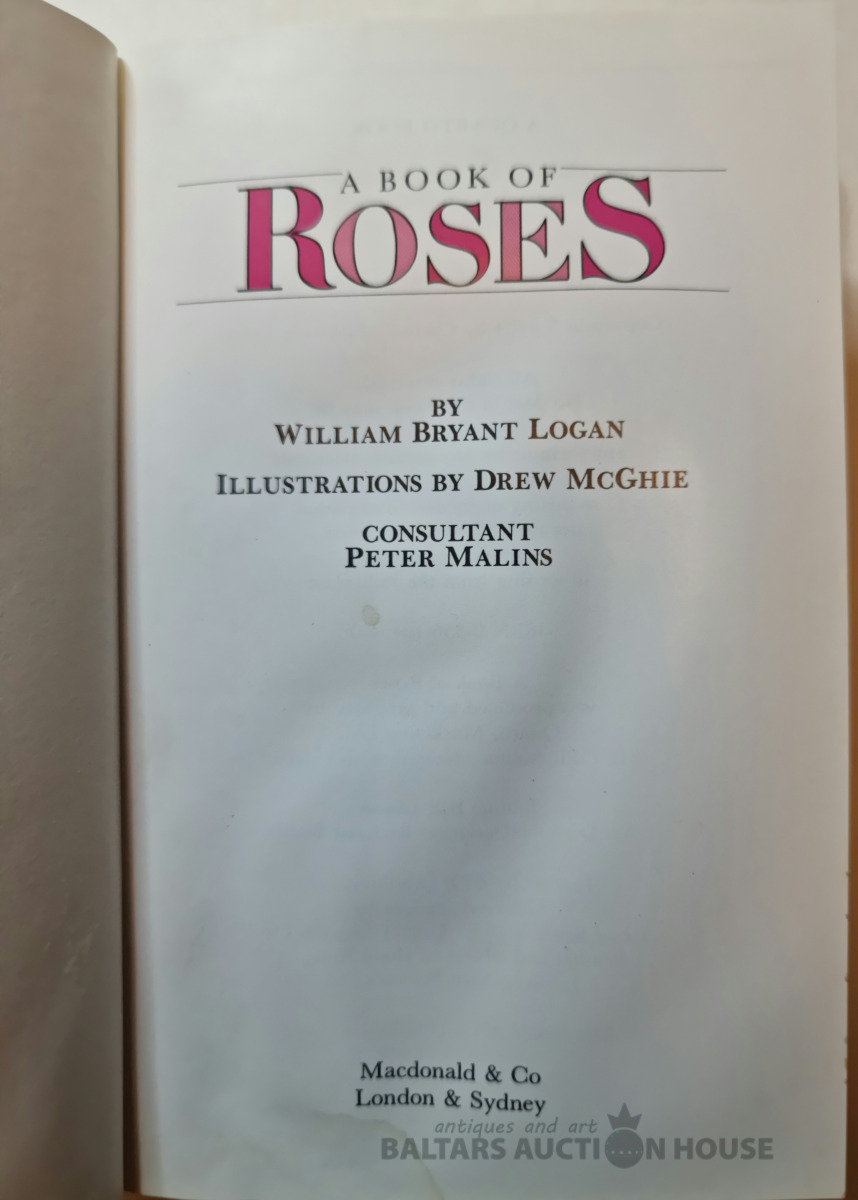 A BOOK OF
ROSES
BY
WILLIAM BRYANT LOGAN
ILLUSTRATIONS BY DREW MCGHIE
CONSULTANT
PETER MALINS
Macdonald & Co
London & Sydney
antiques and art
BALTARS AUCTION HOUSE